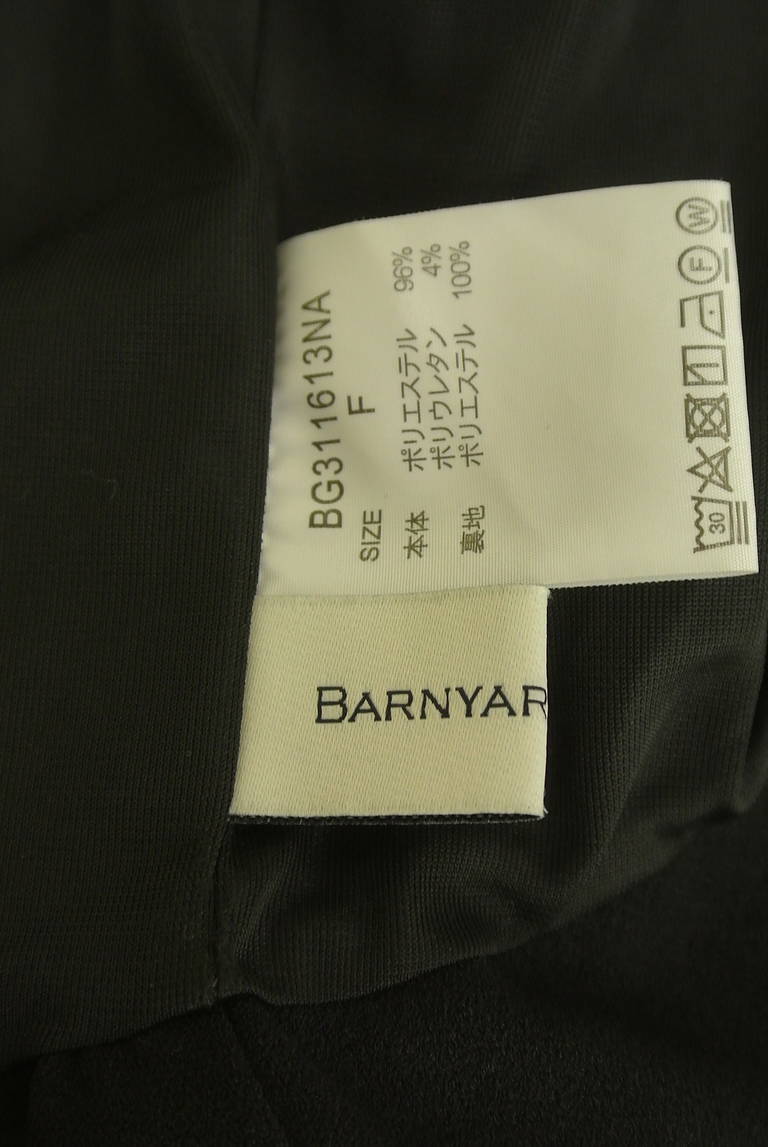 BG311613NA
SIZE F
本体 ポリエステル 96%
ポリウレタン 4%
裏地 ポリエステル 100%
30
F
W
BARNYAR